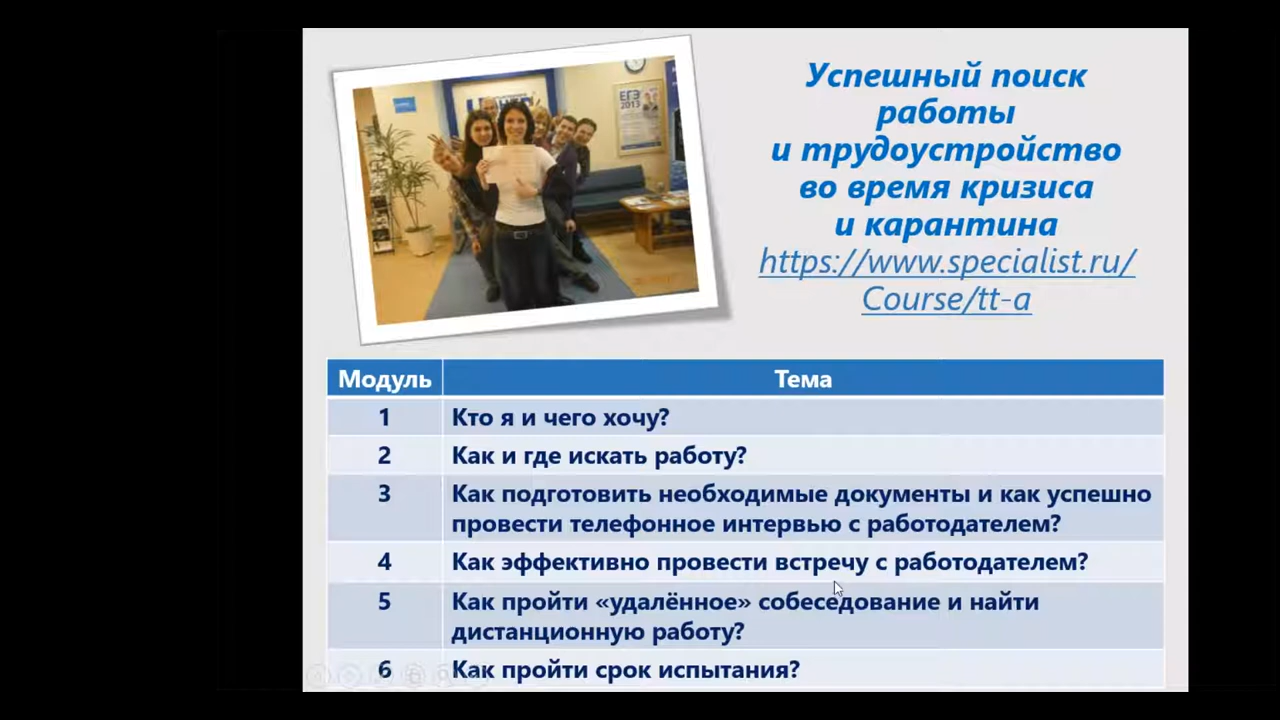 ЕГЭ
2013
Успешный поиск
работы
и трудоустройство
во время кризиса
и карантина
https://www.specialist.ru/
Course/tt-a
Модуль Тема
1 Кто я и чего хочу?
2 Как и где искать работу?
3 Как подготовить необходимые документы и как успешно
провести телефонное интервью с работодателем?
4 Как эффективно провести встречу с работодателем?
5 Как пройти «удалённое» собеседование и найти
дистанционную работу?
6 Как пройти срок испытания?